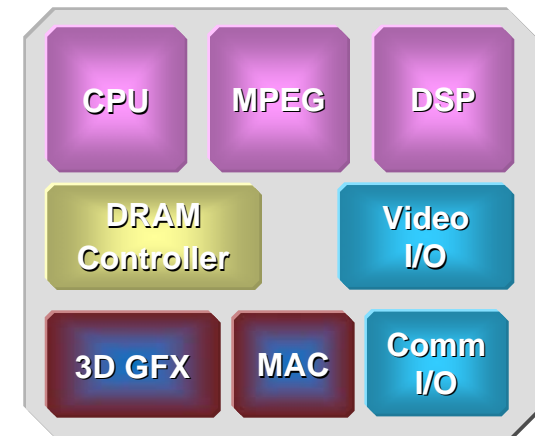 CPU
MPEG
DSP
DRAM
Controller
Video
I/O
3D GFX
MAC
Comm
I/O